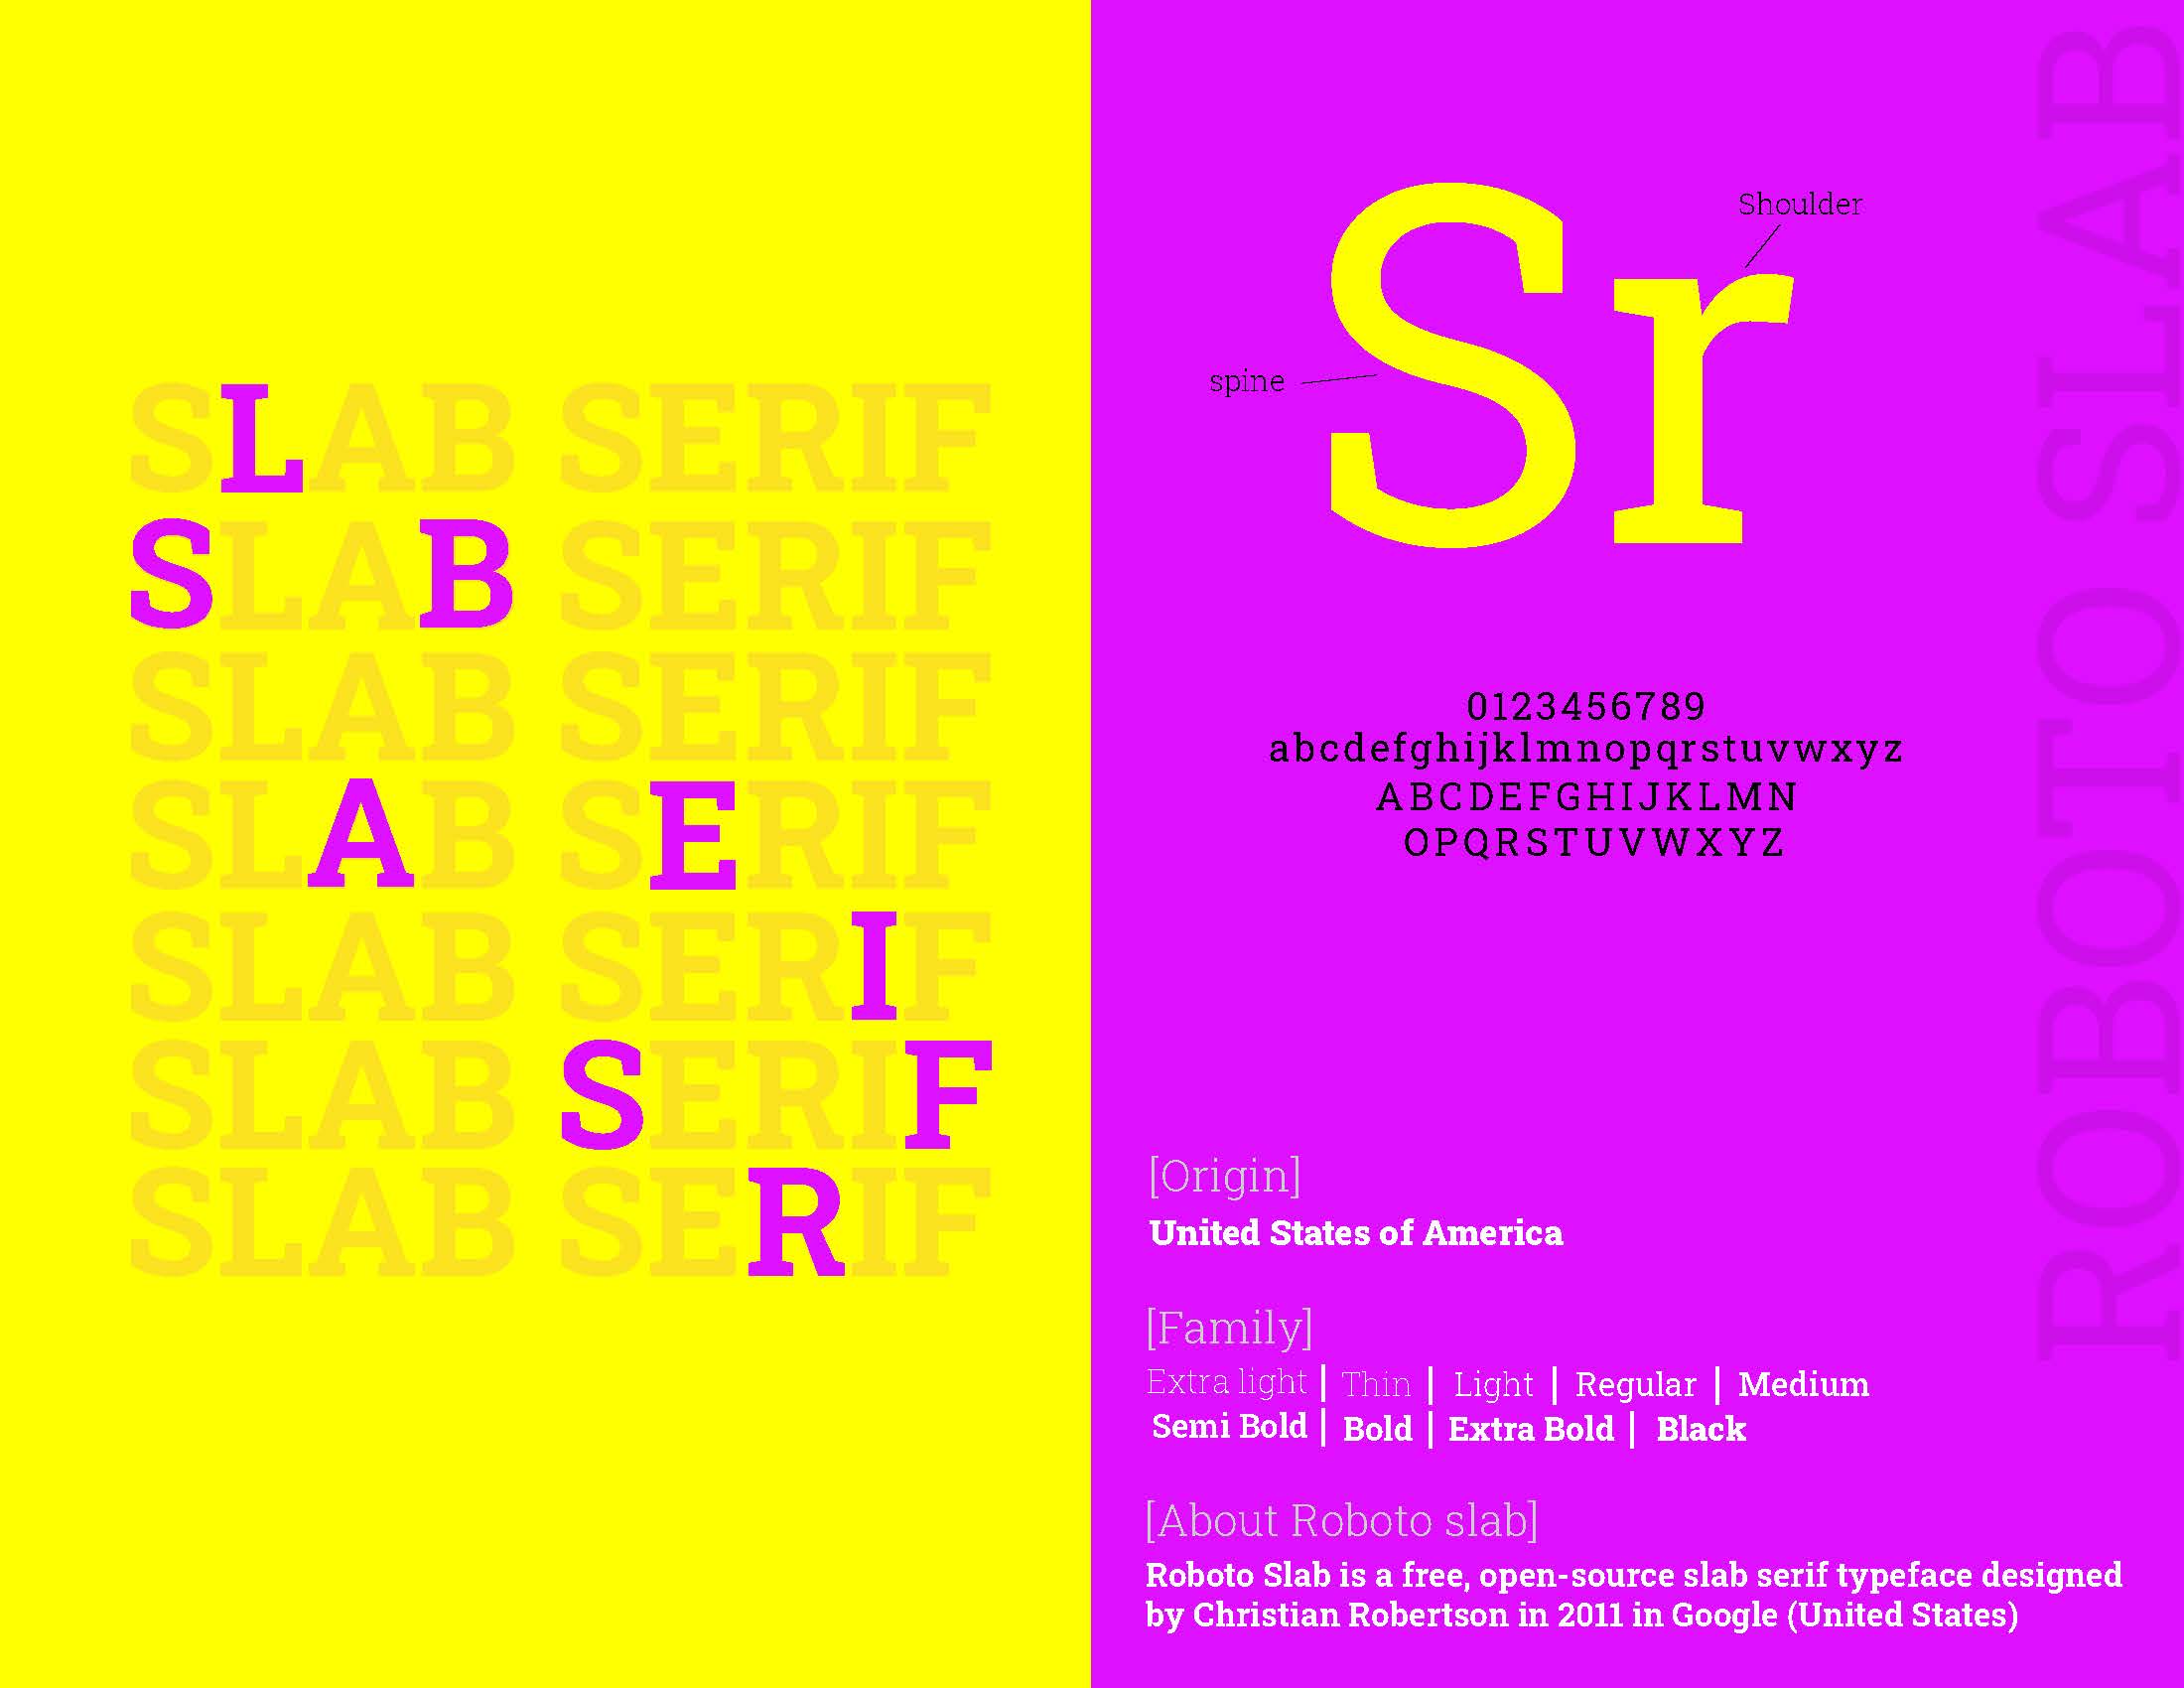 SLAB SERIF
SLAB SERIF
SLAB SERIF
SLAB SERIF
SLAB SERIF
SLAB SERIF
SLAB SERIF
Shoulder
Sr
spine
0123456789
abcdefghijklmnopqrstuvwxyz
ABCDEFGHIJKLMN
OPQRSTUVWXYZ
ROBOTO SLAB
[Origin]
United States of America
[Family]
Extra light | Thin | Light | Regular | Medium
Semi Bold | Bold | Extra Bold | Black
[About Roboto slab]
Roboto Slab is a free, open-source slab serif typeface designed
by Christian Robertson in 2011 in Google (United States)